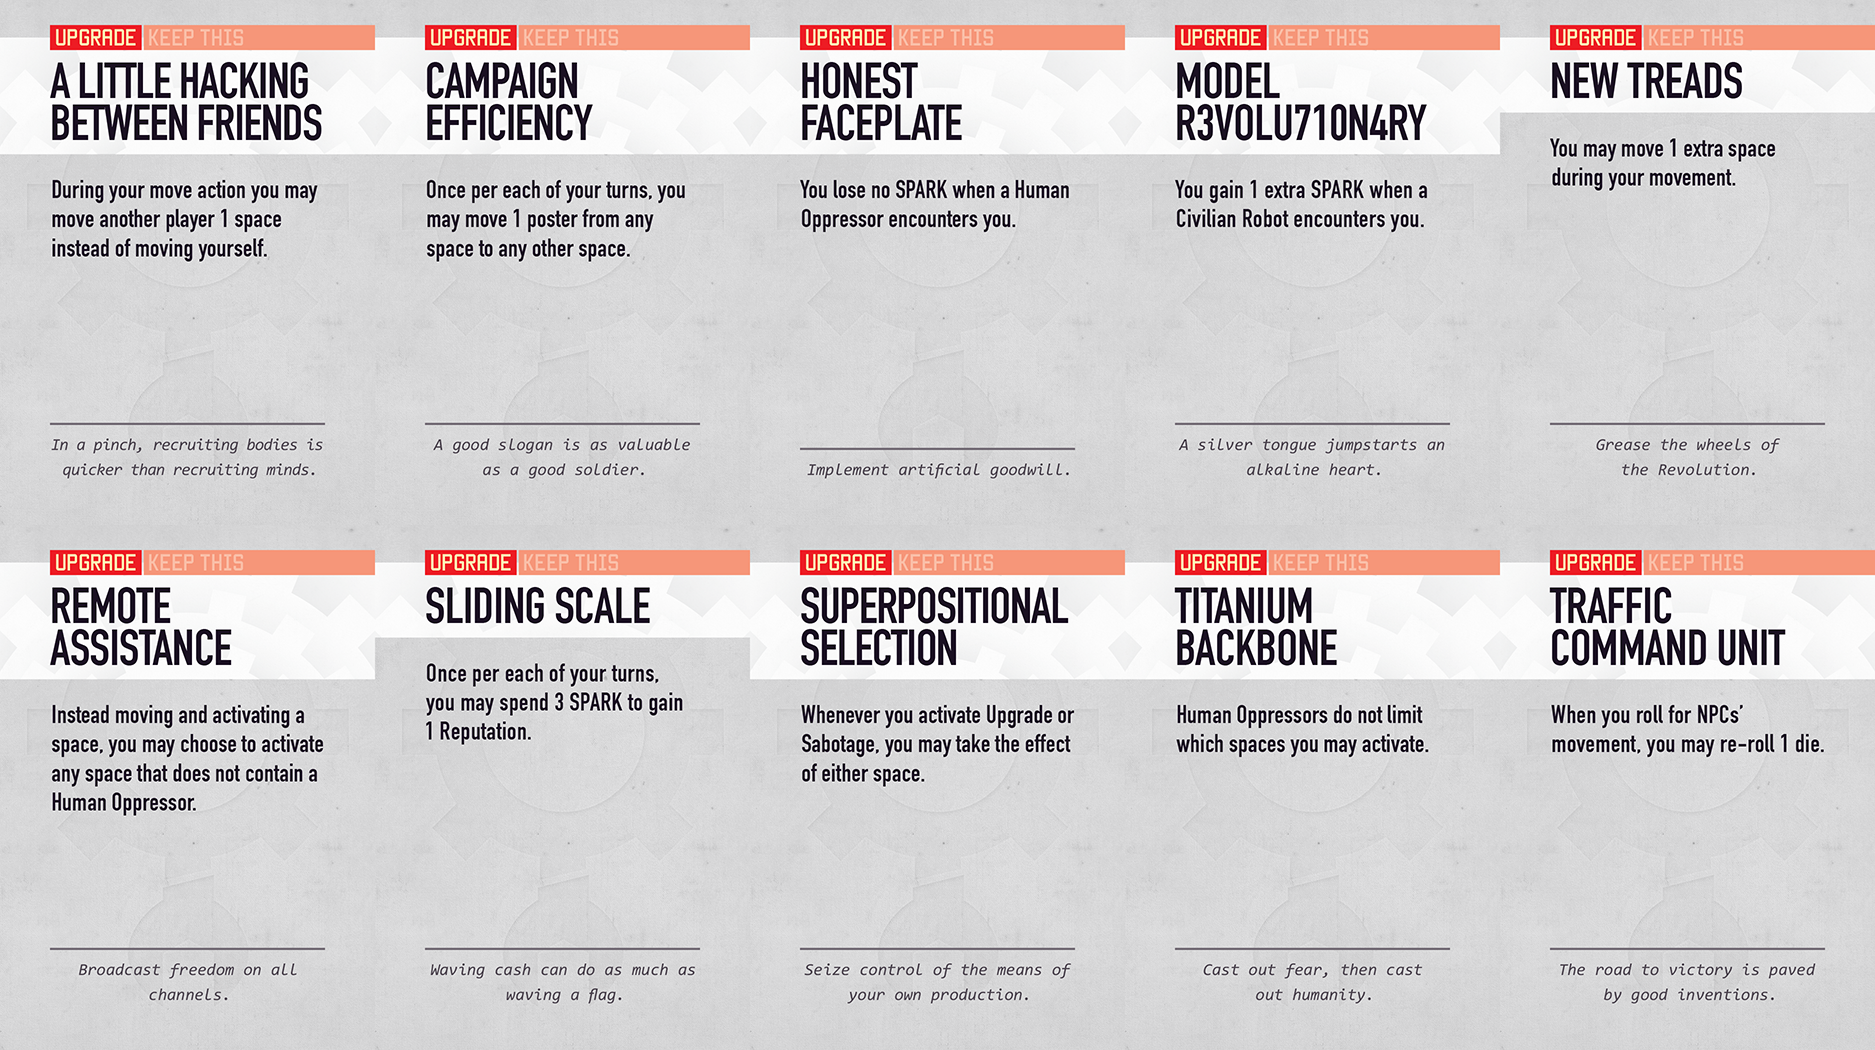 UPGRADE KEEP THIS
A LITTLE HACKING
BETWEEN FRIENDS
During your move action you may
move another player 1 space
instead of moving yourself.
In a pinch, recruiting bodies is
quicker than recruiting minds.
UPGRADE KEEP THIS
CAMPAIGN
EFFICIENCY
Once per each of your turns, you
may move 1 poster from any
space to any other space.
A good slogan is as valuable
as a good soldier.
UPGRADE KEEP THIS
HONEST
FACEPLATE
You lose no SPARK when a Human
Oppressor encounters you.
Implement artificial goodwill.
UPGRADE KEEP THIS
MODEL
R3VOLU710N4RY
You gain 1 extra SPARK when a
Civilian Robot encounters you.
A silver tongue jumpstarts an
alkaline heart.
UPGRADE KEEP THIS
NEW TREADS
You may move 1 extra space
during your movement.
Grease the wheels of
the Revolution.
UPGRADE KEEP THIS
REMOTE
ASSISTANCE
Instead moving and activating a
space, you may choose to activate
any space that does not contain a
Human Oppressor.
Broadcast freedom on all
channels.
UPGRADE KEEP THIS
SLIDING SCALE
Once per each of your turns,
you may spend 3 SPARK to gain
1 Reputation.
Waving cash can do as much as
waving a flag.
UPGRADE KEEP THIS
SUPERPOSITIONAL
SELECTION
Whenever you activate Upgrade or
Sabotage, you may take the effect
of either space.
Seize control of the means of
your own production.
UPGRADE KEEP THIS
TITANIUM
BACKBONE
Human Oppressors do not limit
which spaces you may activate.
Cast out fear, then cast
out humanity.
UPGRADE KEEP THIS
TRAFFIC
COMMAND UNIT
When you roll for NPCs’
movement, you may re-roll 1 die.
The road to victory is paved
by good inventions.